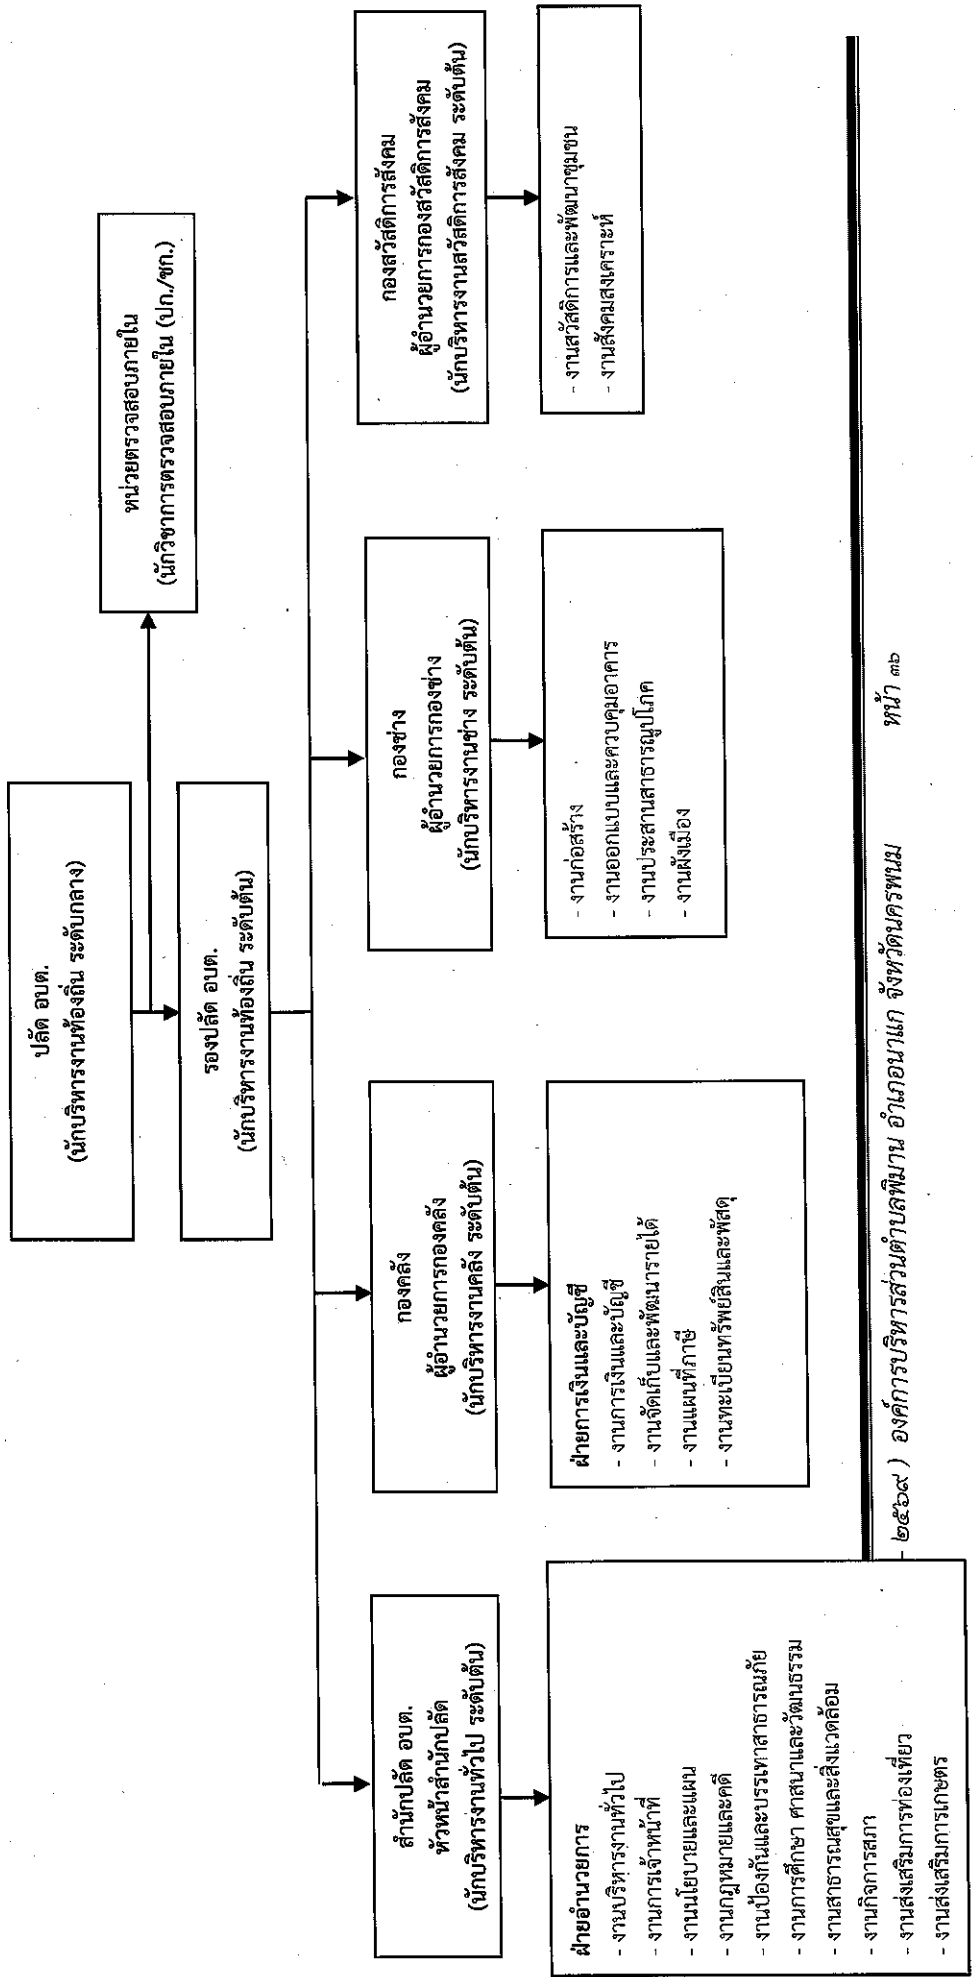 ปลัด อบต.
(นักบริหารงานท้องถิ่น ระดับกลาง)
หน่วยตรวจสอบภายใน
(นักวิชาการตรวจสอบภายใน (ปก./ชก.)
รองปลัด อบต.
(นักบริหารงานท้องถิ่น ระดับต้น)
สำนักปลัด อบต.
หัวหน้าสำนักปลัด
(นักบริหารงานทั่วไป ระดับต้น)
ฝ่ายอำนวยการ
- งานบริหารงานทั่วไป
- งานการเจ้าหน้าที่
- งานนโยบายและแผน
- งานกฎหมายและคดี
- งานป้องกันและบรรเทาสาธารณภัย
- งานการศึกษา ศาสนาและวัฒนธรรม
- งานสาธารณสุขและสิ่งแวดล้อม
- งานกิจการสภา
- งานส่งเสริมการท่องเที่ยว
- งานส่งเสริมการเกษตร
กองคลัง
ผู้อำนวยการกองคลัง
(นักบริหารงานคลัง ระดับต้น)
ฝ่ายการเงินและบัญชี
- งานการเงินและบัญชี
- งานจัดเก็บและพัฒนารายได้
- งานแผนที่ภาษี
- งานทะเบียนทรัพย์สินและพัสดุ
กองช่าง
ผู้อำนวยการกองช่าง
(นักบริหารงานช่าง ระดับต้น)
- งานก่อสร้าง
- งานออกแบบและควบคุมอาคาร
- งานประสานสาธารณูปโภค
- งานผังเมือง
กองสวัสดิการสังคม
ผู้อำนวยการกองสวัสดิการสังคม
(นักบริหารงานสวัสดิการสังคม ระดับต้น)
- งานสวัสดิการและพัฒนาชุมชน
- งานสังคมสงเคราะห์
- ๒๕๖๙ ) องค์การบริหารส่วนตำบลพิมาน อำเภอนาแก จังหวัดนครพนม หน้า ๓๖